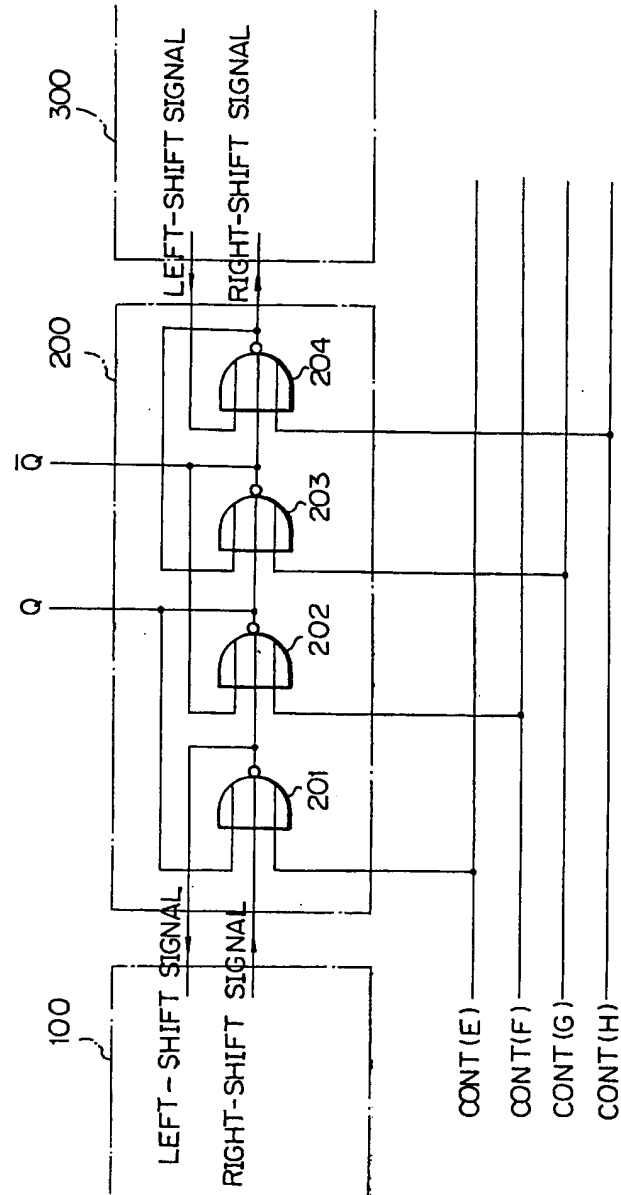 100
200
300
LEFT-SHIFT SIGNAL
RIGHT-SHIFT SIGNAL
Q
Q̅
LEFT-SHIFT SIGNAL
RIGHT-SHIFT SIGNAL
201
202
203
204
CONT(E)
CONT(F)
CONT(G)
CONT(H)